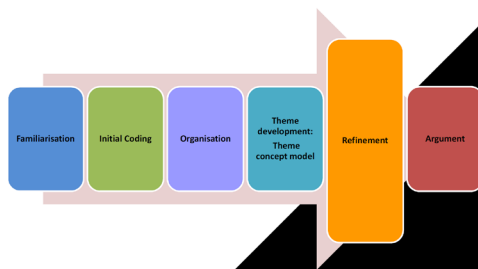 Familiarisation
Initial Coding
Organisation
Theme
development:
Theme
concept model
Refinement
Argument